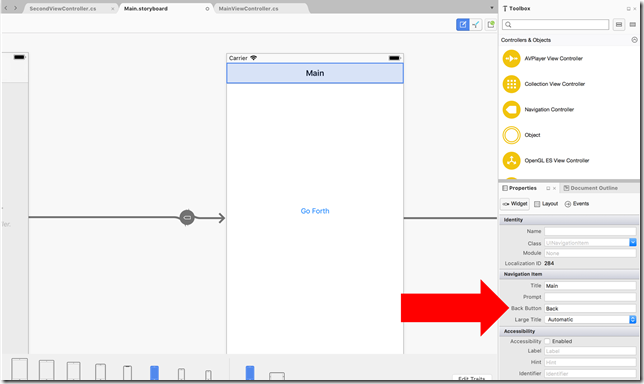 SecondViewController.cs
Main.storyboard
MainViewController.cs
Toolbox
Controllers & Objects
AVPlayer View Controller
Collection View Controller
Navigation Controller
Object
OpenGL ES View Controller
Carrier
Main
Go Forth
Properties
Document Outline
Widget
Layout
Events
Identity
Name
Class UINavigationItem
Module None
Localization ID 284
Navigation Item
Title Main
Prompt
Back Button Back
Large Title Automatic
Accessibility
Accessibility Enabled
Label Label
Hint Hint
Identifier Identifier
Edit Traits